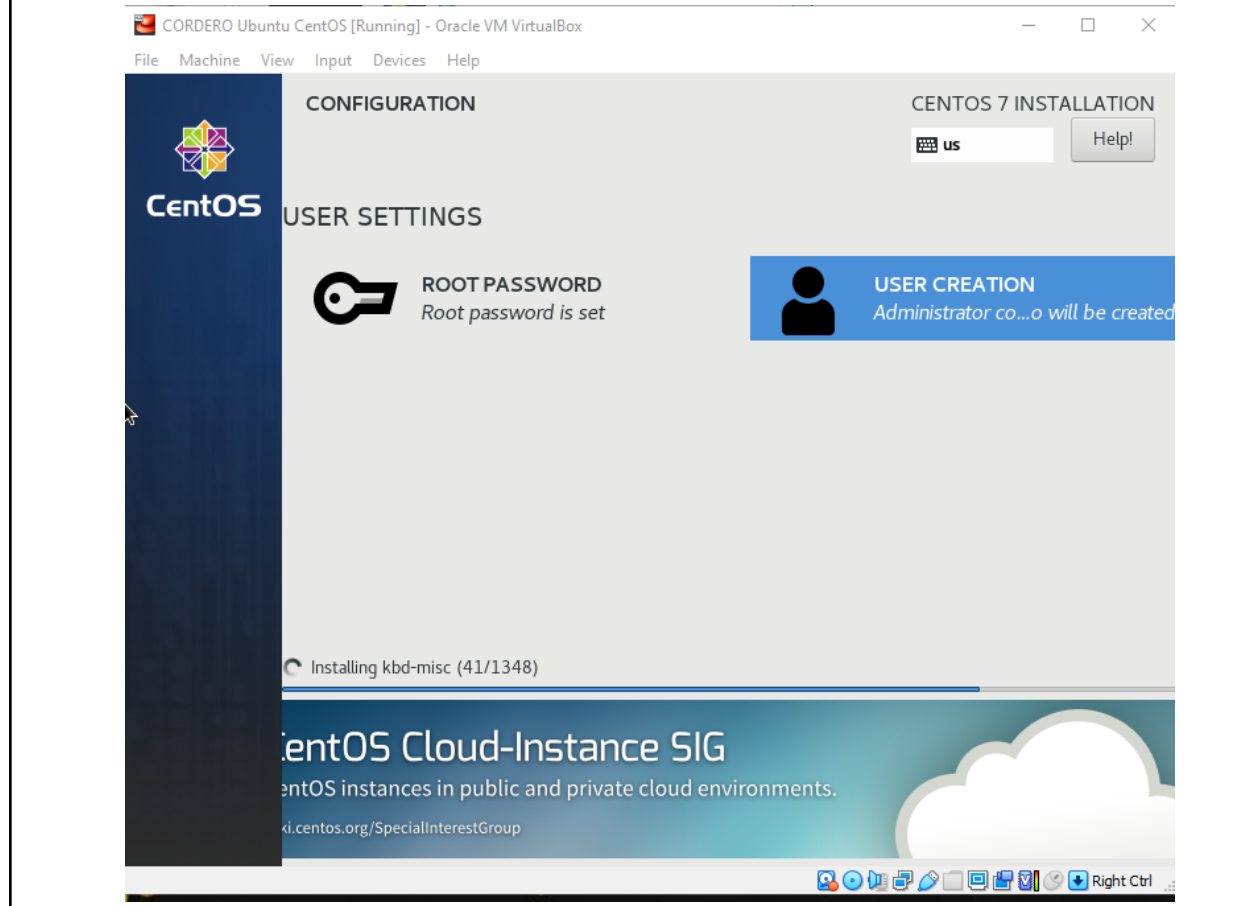 CORDERO Ubuntu CentOS [Running] - Oracle VM VirtualBox
File Machine View Input Devices Help
CONFIGURATION
CENTOS 7 INSTALLATION
us
Help!
CentOS
USER SETTINGS
ROOT PASSWORD
Root password is set
USER CREATION
Administrator co...o will be created
Installing kbd-misc (41/1348)
entOS Cloud-Instance SIG
entOS instances in public and private cloud environments.
ki.centos.org/SpecialInterestGroup
Right Ctrl